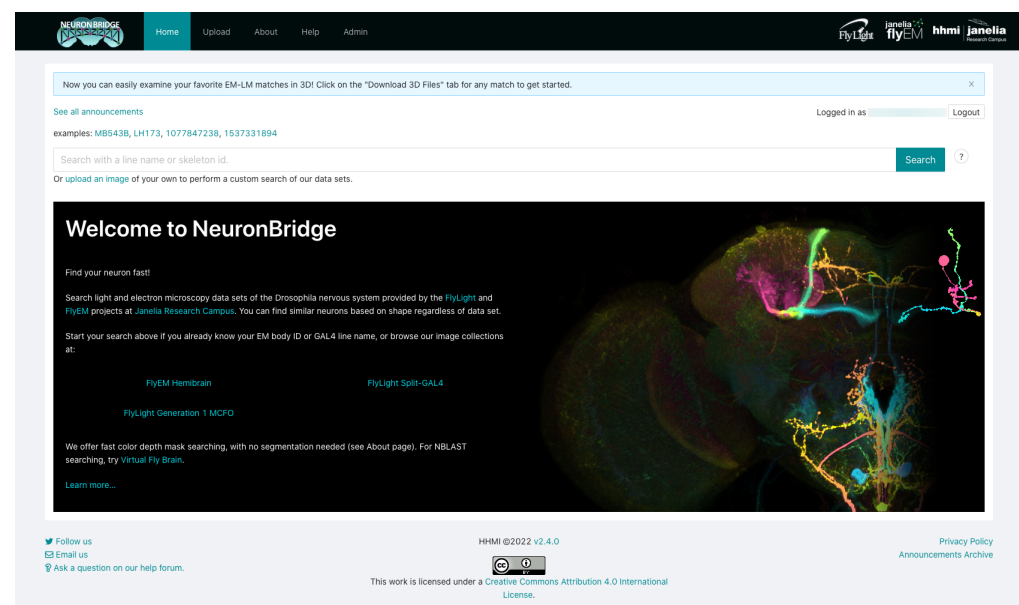 NEURONBRIDGE
Home Upload About Help Admin
FlyLight janelia flyEM hhmi | janelia Research Campus
Now you can easily examine your favorite EM-LM matches in 3D! Click on the "Download 3D Files" tab for any match to get started. X
See all announcements
Logged in as Logout
examples: MB543B, LH173, 1077847238, 1537331894
Search with a line name or skeleton id. Search ?
Or upload an image of your own to perform a custom search of our data sets.
Welcome to NeuronBridge
Find your neuron fast!
Search light and electron microscopy data sets of the Drosophila nervous system provided by the FlyLight and
FlyEM projects at Janelia Research Campus. You can find similar neurons based on shape regardless of data set.
Start your search above if you already know your EM body ID or GAL4 line name, or browse our image collections
at:
FlyEM Hemibrain FlyLight Split-GAL4
FlyLight Generation 1 MCFO
We offer fast color depth mask searching, with no segmentation needed (see About page). For NBLAST
searching, try Virtual Fly Brain.
Learn more...
Follow us
Email us
Ask a question on our help forum.
HHMI ©2022 v2.4.0
cc BY
This work is licensed under a Creative Commons Attribution 4.0 International
License.
Privacy Policy
Announcements Archive